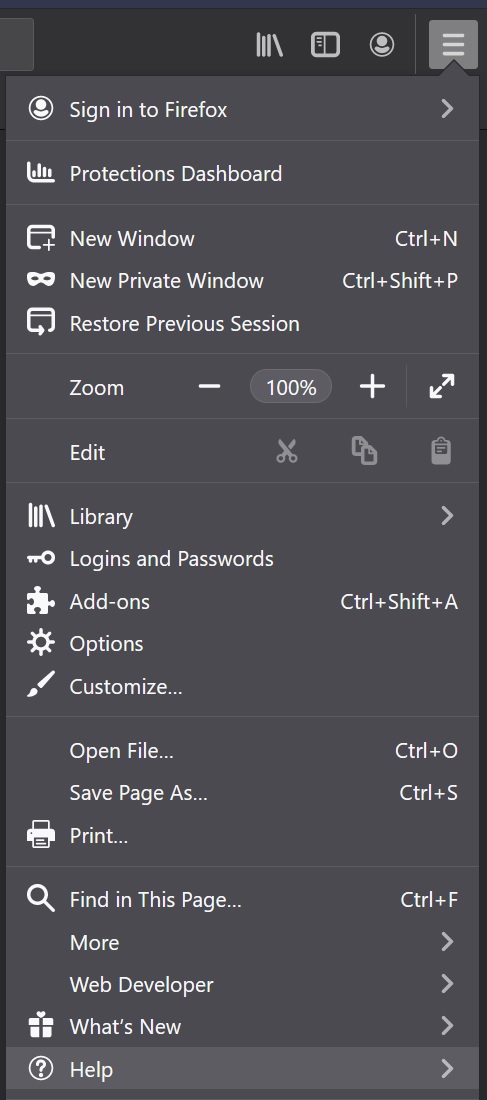 Sign in to Firefox
Protections Dashboard
New Window Ctrl+N
New Private Window Ctrl+Shift+P
Restore Previous Session
Zoom 100%
Edit
Library
Logins and Passwords
Add-ons Ctrl+Shift+A
Options
Customize...
Open File... Ctrl+O
Save Page As... Ctrl+S
Print...
Find in This Page... Ctrl+F
More
Web Developer
What's New
Help